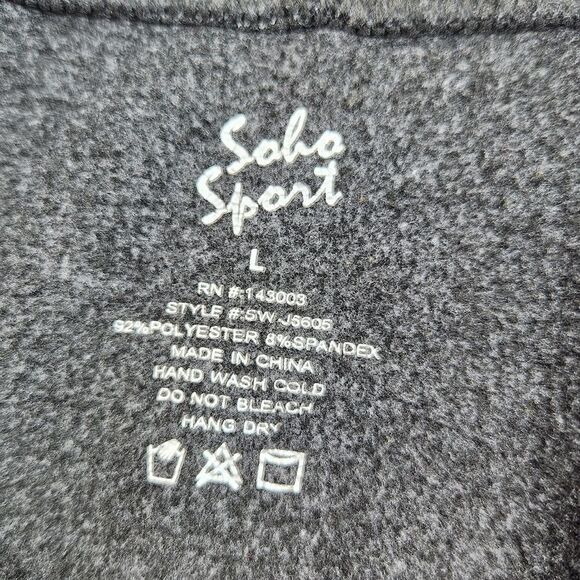 Soho
Sport
L
RN #:143003
STYLE #:SW-J5605
92%POLYESTER 8%SPANDEX
MADE IN CHINA
HAND WASH COLD
DO NOT BLEACH
HANG DRY